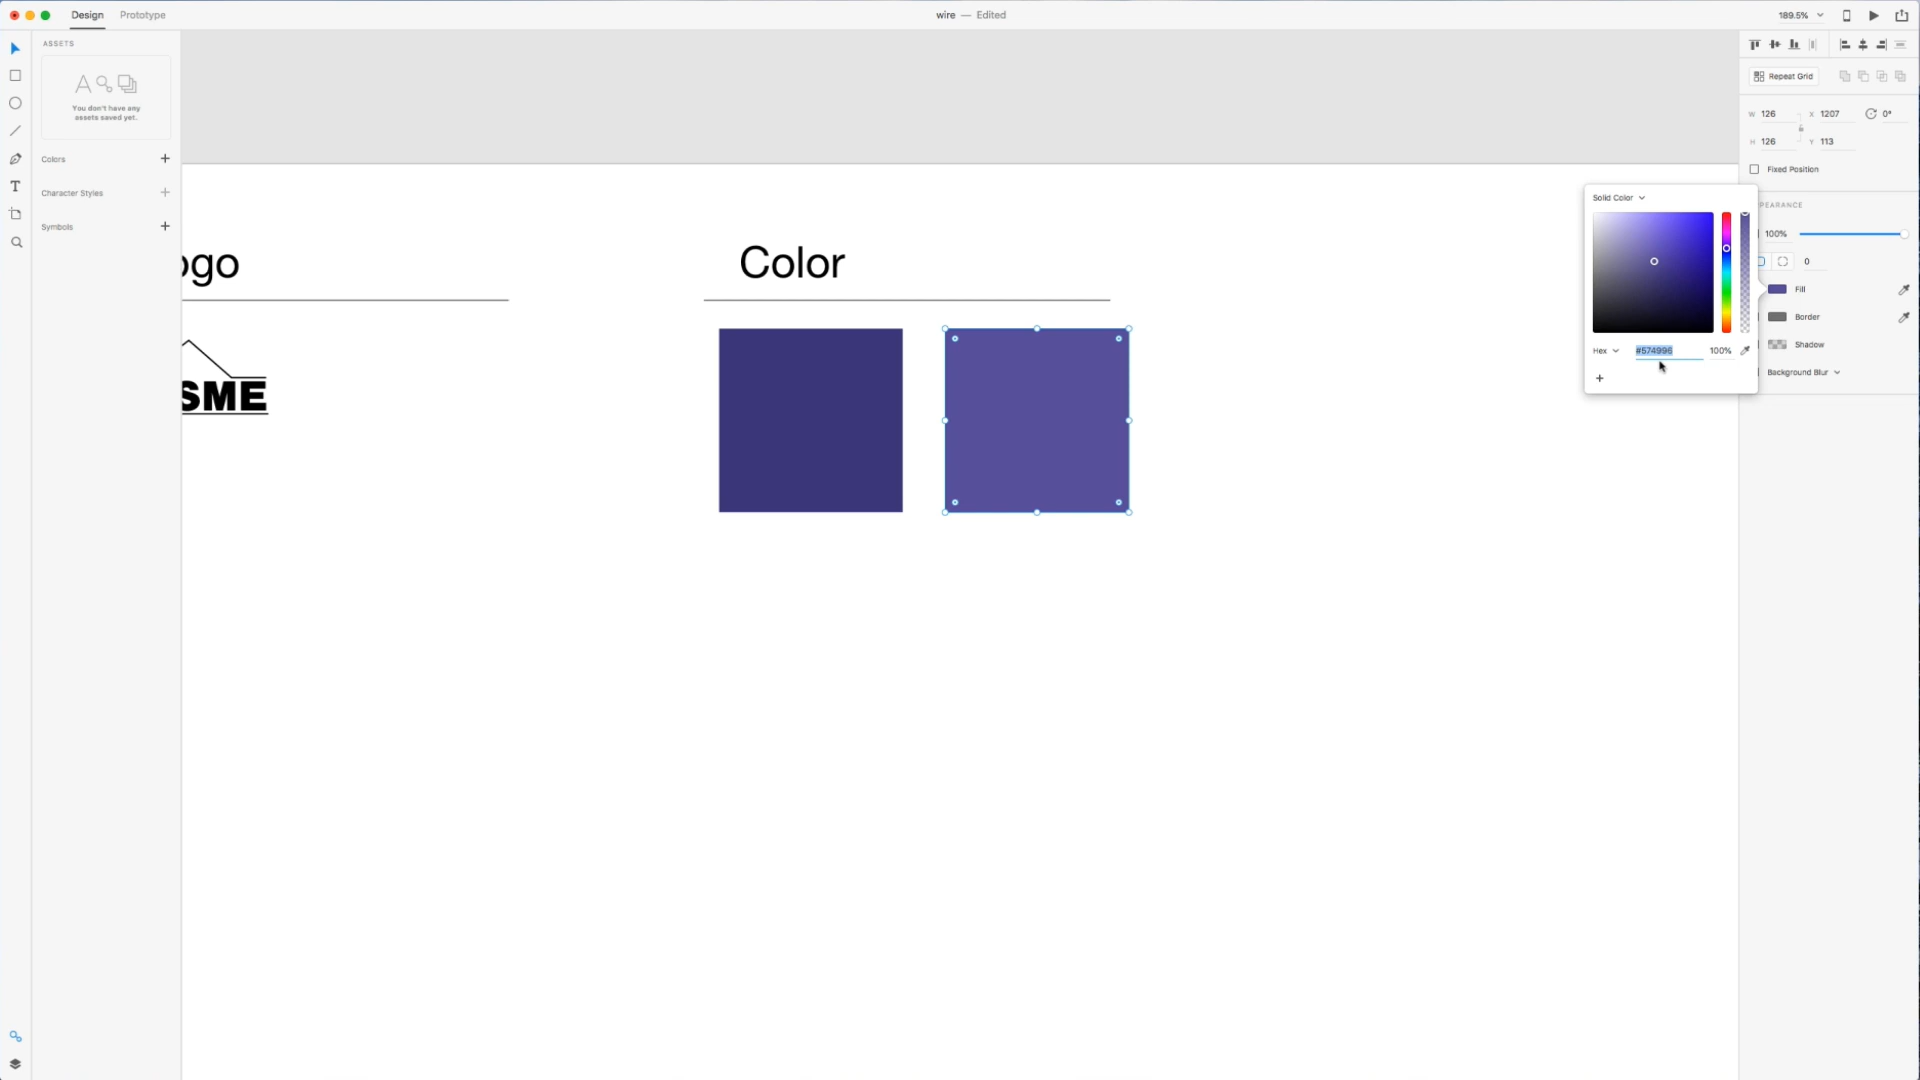 Design Prototype wire — Edited 189.5%
ASSETS
You don't have any
assets saved yet.
Colors
Character Styles
Symbols
ogo
SME
Color
Repeat Grid
W 126 X 1207 0°
H 126 Y 113
Fixed Position
PEARANCE
100%
0
Fill
Border
Shadow
Background Blur
Solid Color
Hex #574996 100%